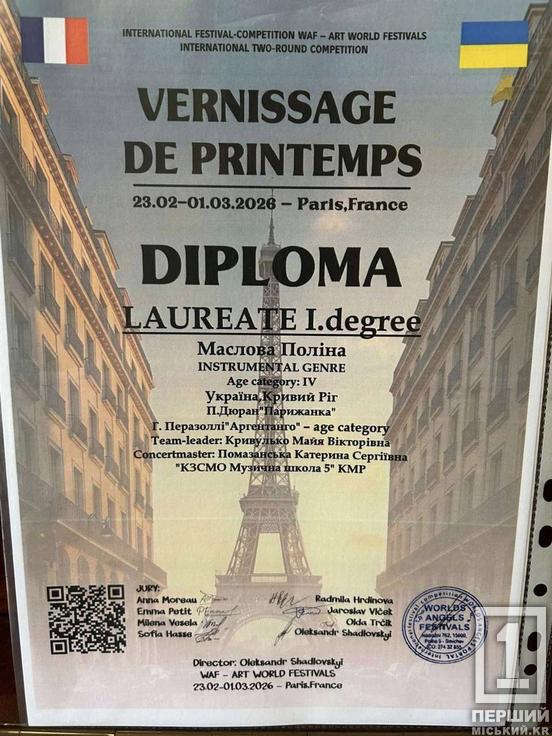 INTERNATIONAL FESTIVAL-COMPETITION WAF – ART WORLD FESTIVALS
INTERNATIONAL TWO-ROUND COMPETITION
VERNISSAGE
DE PRINTEMPS
23.02-01.03.2026 – Paris,France
DIPLOMA
LAUREATE I.degree
Маслова Поліна
INSTRUMENTAL GENRE
Age category: IV
Україна,Кривий Ріг
П.Дюран"Парижанка"
Г. Перазоллі"Аргентанго" – age category
Team-leader: Кривулько Майя Вікторівна
Concertmaster: Помазанська Катерина Сергіївна
"КЗСМО Музична школа 5" КМР
JURY:
Anna Moreau
Emma Petit
Milena Vesela
Sofia Hasse
Radmila Hrdinova
Jaroslav Vlček
Olda Trčik
Oleksandr Shadlovskyi
Director: Oleksandr Shadlovskyi
WAF – ART WORLD FESTIVALS
23.02-01.03.2026 – Paris,France
WORLDS
ANGELS
FESTIVALS
1
ПЕРШИЙ
МІСЬКИЙ.KR